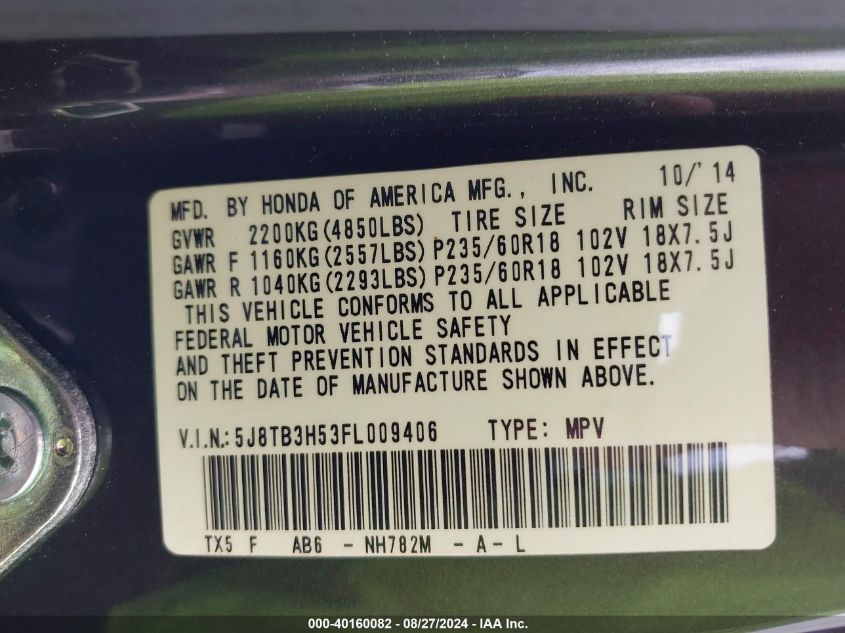 MFD. BY HONDA OF AMERICA MFG., INC. 10/'14
GVWR 2200KG(4850LBS) TIRE SIZE RIM SIZE
GAWR F 1160KG(2557LBS) P235/60R18 102V 18X7.5J
GAWR R 1040KG(2293LBS) P235/60R18 102V 18X7.5J
THIS VEHICLE CONFORMS TO ALL APPLICABLE
FEDERAL MOTOR VEHICLE SAFETY
AND THEFT PREVENTION STANDARDS IN EFFECT
ON THE DATE OF MANUFACTURE SHOWN ABOVE.
V.I.N.: 5J8TB3H53FL009406 TYPE: MPV
TX5 F AB6 - NH782M - A - L
000-40160082 - 08/27/2024 - IAA Inc.